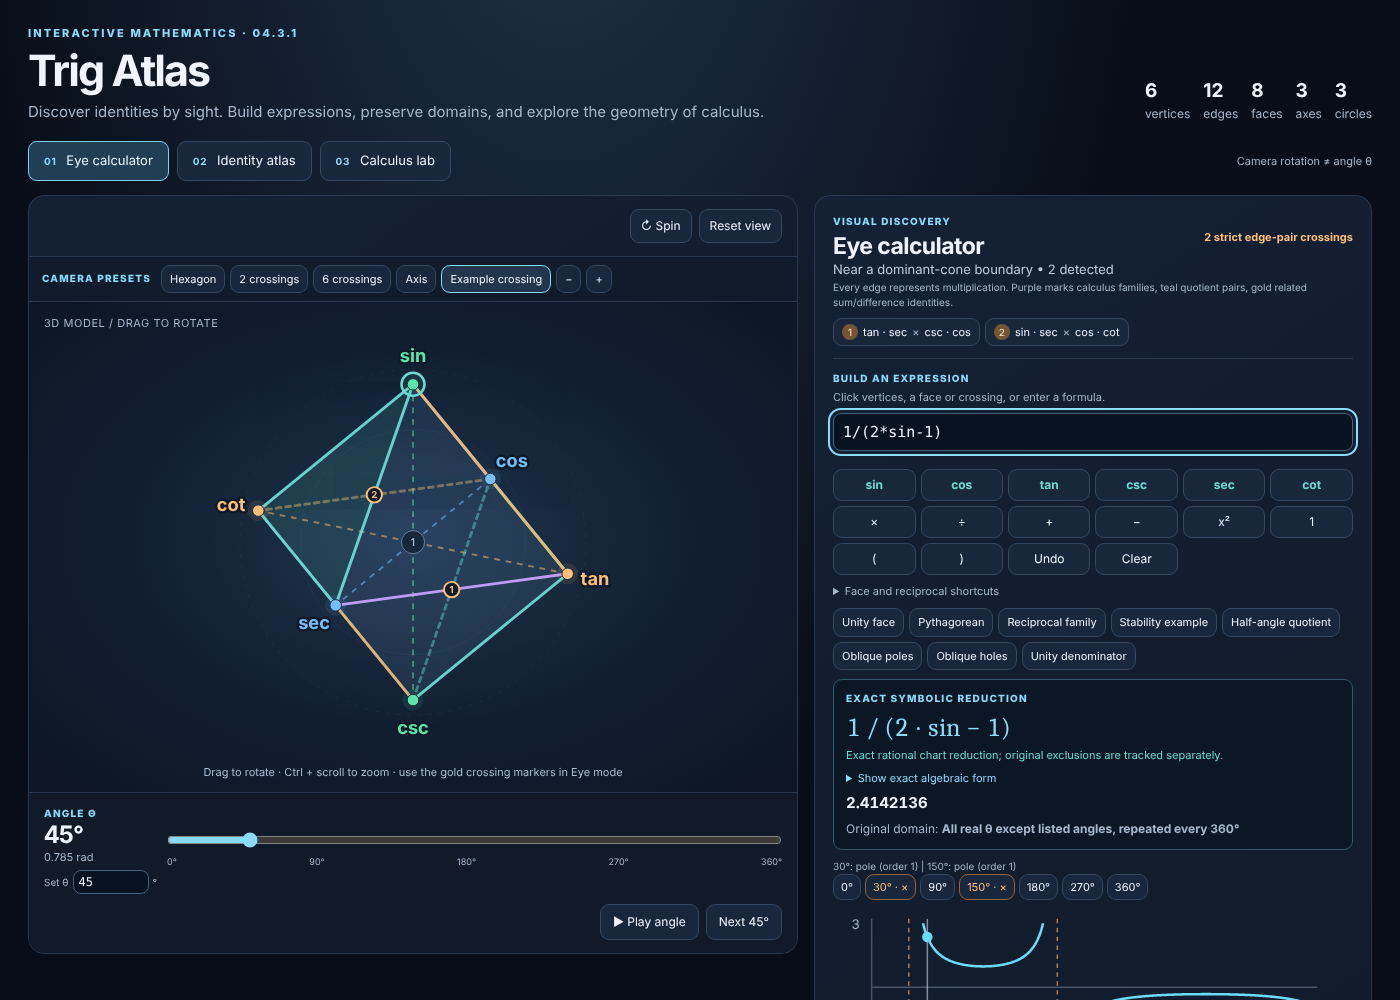 INTERACTIVE MATHEMATICS · 04.3.1
Trig Atlas
Discover identities by sight. Build expressions, preserve domains, and explore the geometry of calculus.
6 12 8 3 3
vertices edges faces axes circles
01 Eye calculator 02 Identity atlas 03 Calculus lab
Camera rotation ≠ angle θ
↻ Spin Reset view
CAMERA PRESETS Hexagon 2 crossings 6 crossings Axis Example crossing − +
3D MODEL / DRAG TO ROTATE
sin
cos
cot
2
1
tan
1
sec
csc
Drag to rotate · Ctrl + scroll to zoom · use the gold crossing markers in Eye mode
ANGLE Θ
45°
0.785 rad
0° 90° 180° 270° 360°
Set θ 45 °
▶ Play angle Next 45°
VISUAL DISCOVERY
Eye calculator
2 strict edge-pair crossings
Near a dominant-cone boundary • 2 detected
Every edge represents multiplication. Purple marks calculus families, teal quotient pairs, gold related
sum/difference identities.
1 tan · sec × csc · cos 2 sin · sec × cos · cot
BUILD AN EXPRESSION
Click vertices, a face or crossing, or enter a formula.
1/(2*sin-1)
sin cos tan csc sec cot
× ÷ + − x² 1
( ) Undo Clear
▶ Face and reciprocal shortcuts
Unity face Pythagorean Reciprocal family Stability example Half-angle quotient
Oblique poles Oblique holes Unity denominator
EXACT SYMBOLIC REDUCTION
1 / (2 · sin − 1)
Exact rational chart reduction; original exclusions are tracked separately.
▶ Show exact algebraic form
2.4142136
Original domain: All real θ except listed angles, repeated every 360°
30°: pole (order 1) | 150°: pole (order 1)
0° 30° · × 90° 150° · × 180° 270° 360°
3